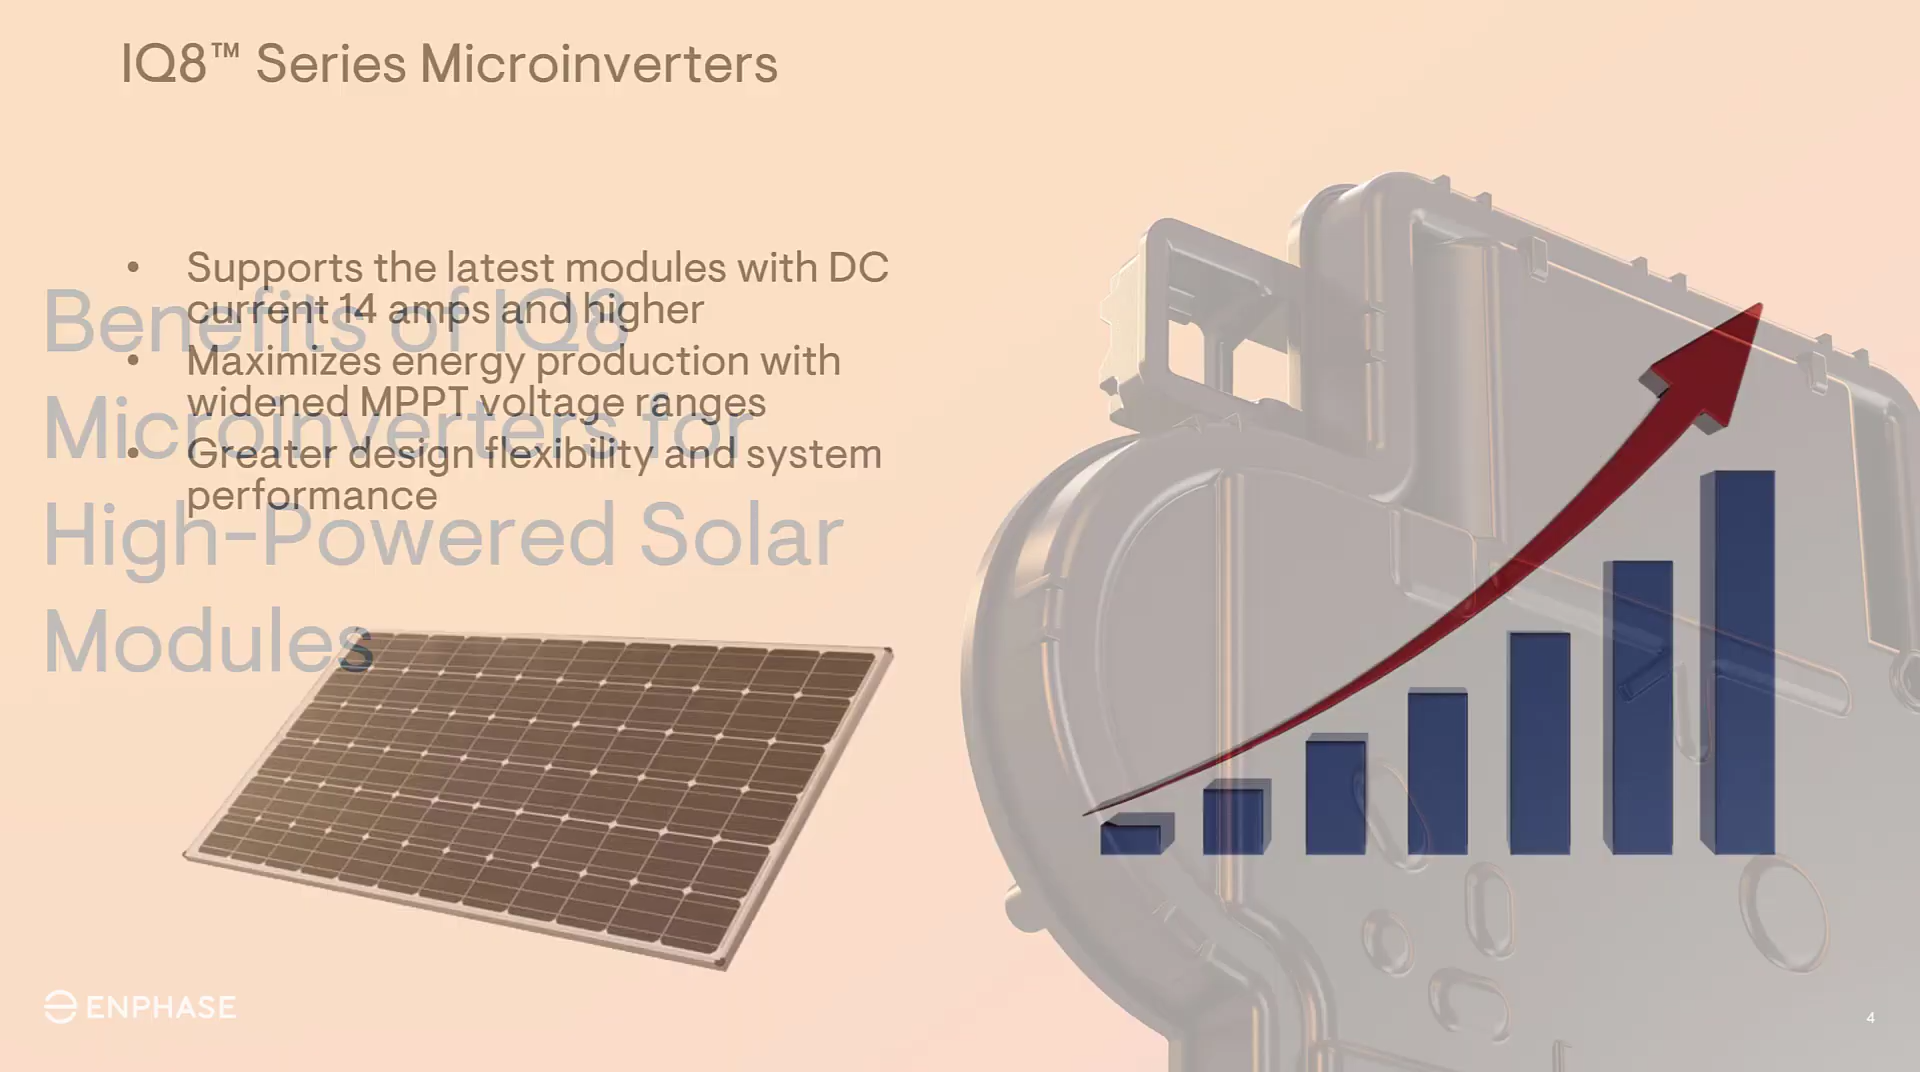 IQ8™ Series Microinverters
• Supports the latest modules with DC
current 14 amps and higher
• Maximizes energy production with
widened MPPT voltage ranges
• Greater design flexibility and system
performance
Benefits of IQ8
Microinverters for
High-Powered Solar
Modules
ENPHASE
4